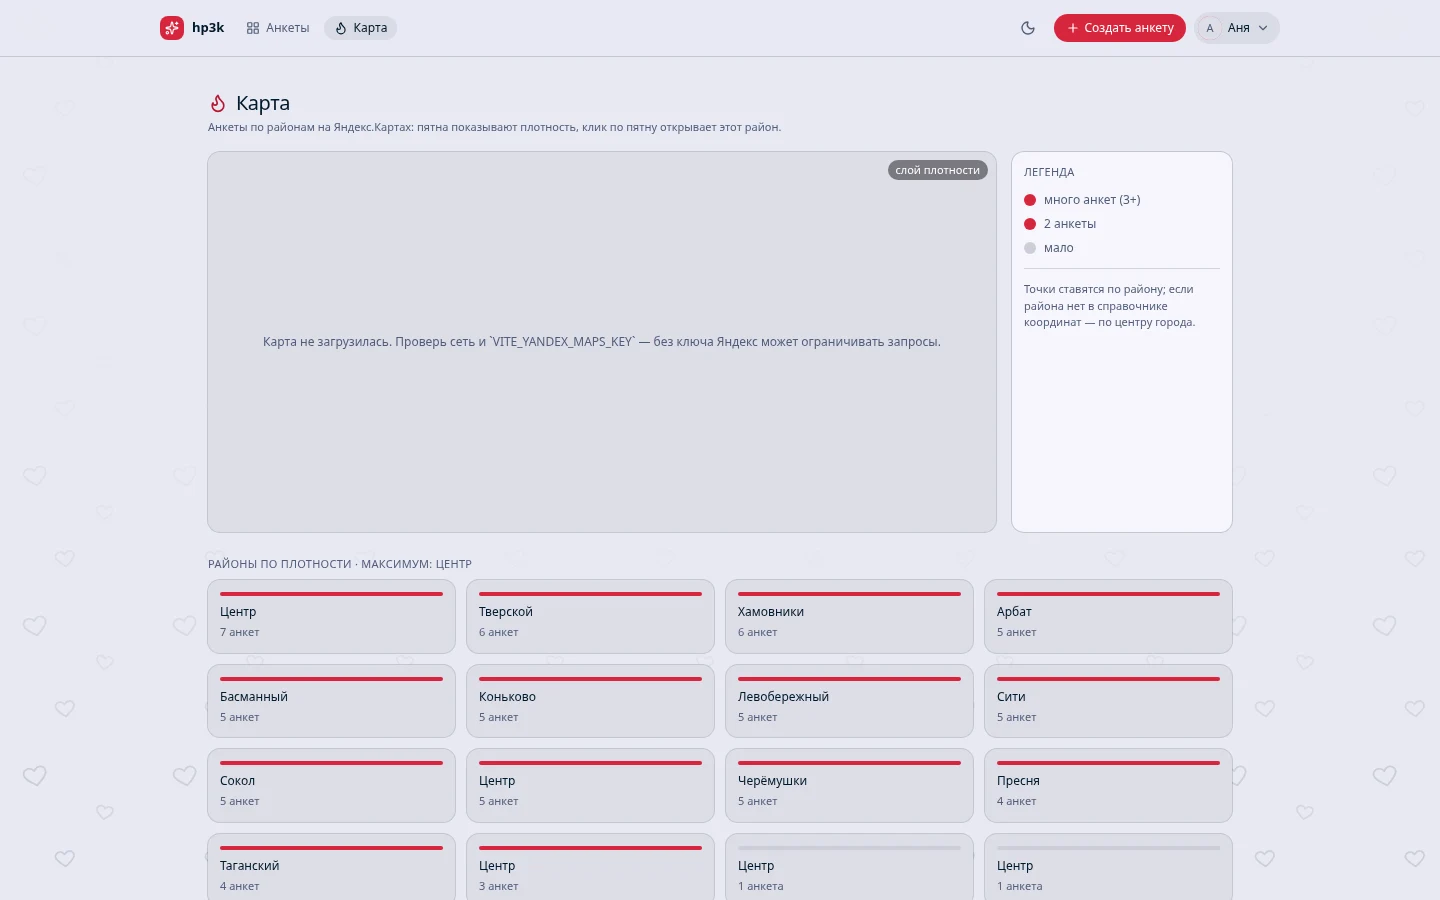 hp3k
Анкеты
Карта
Создать анкету
А
Аня
Карта
Анкеты по районам на Яндекс.Картах: пятна показывают плотность, клик по пятну открывает этот район.
слой плотности
Карта не загрузилась. Проверь сеть и `VITE_YANDEX_MAPS_KEY` — без ключа Яндекс может ограничивать запросы.
ЛЕГЕНДА
много анкет (3+)
2 анкеты
мало
Точки ставятся по району; если
района нет в справочнике
координат — по центру города.
РАЙОНЫ ПО ПЛОТНОСТИ · МАКСИМУМ: ЦЕНТР
Центр
7 анкет
Тверской
6 анкет
Хамовники
6 анкет
Арбат
5 анкет
Басманный
5 анкет
Коньково
5 анкет
Левобережный
5 анкет
Сити
5 анкет
Сокол
5 анкет
Центр
5 анкет
Черёмушки
5 анкет
Пресня
4 анкет
Таганский
4 анкет
Центр
3 анкет
Центр
1 анкета
Центр
1 анкета